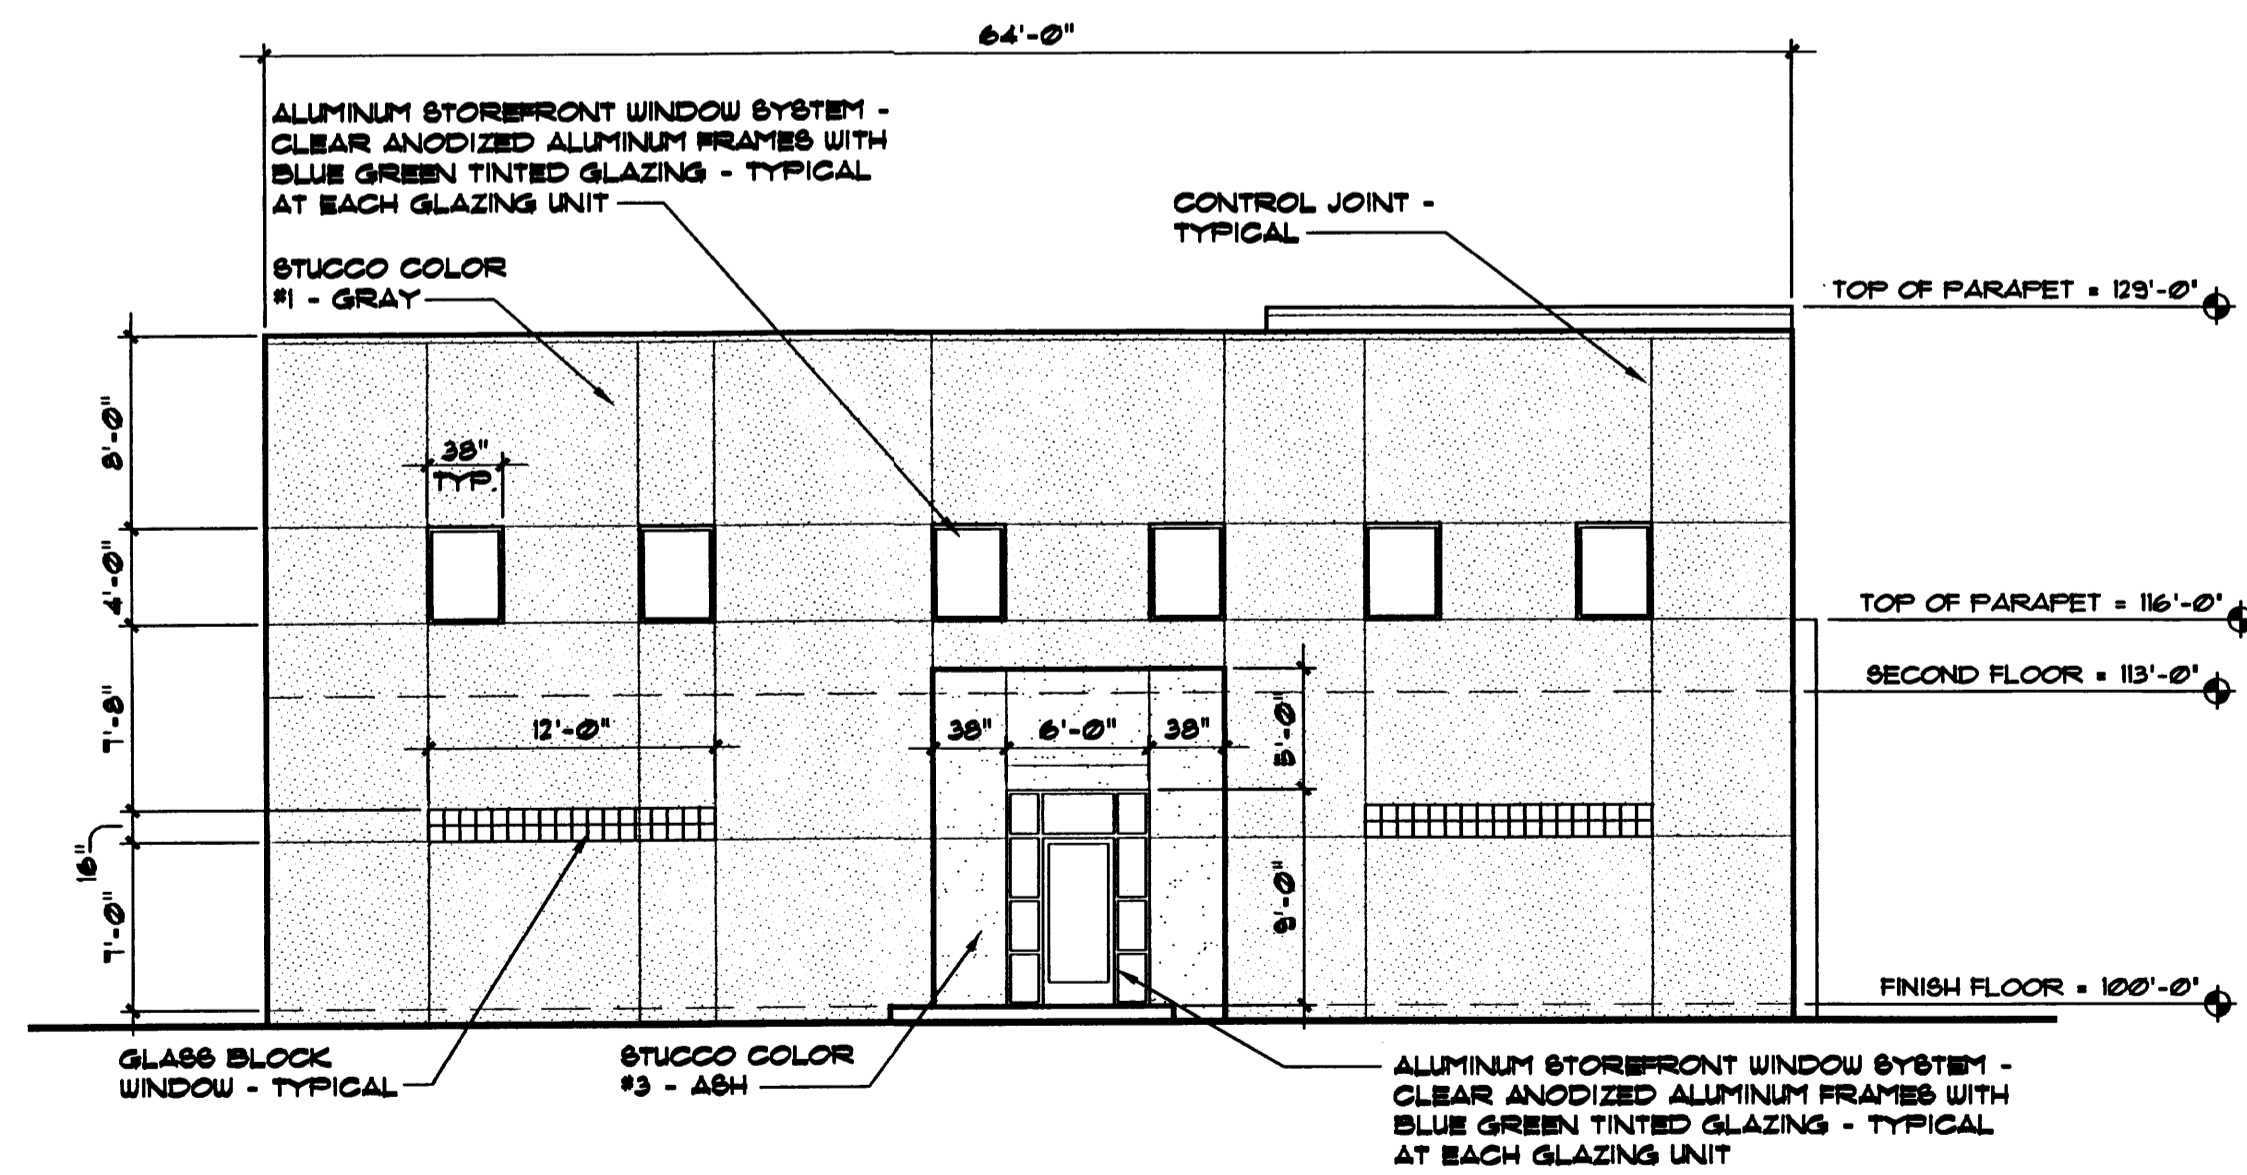 64'-0"
ALUMINUM STOREFRONT WINDOW SYSTEM -
CLEAR ANODIZED ALUMINUM FRAMES WITH
BLUE GREEN TINTED GLAZING - TYPICAL
AT EACH GLAZING UNIT
CONTROL JOINT -
TYPICAL
STUCCO COLOR
#1 - GRAY
TOP OF PARAPET = 129'-0"
8'-0"
38"
TYP.
4'-0"
TOP OF PARAPET = 116'-0"
SECOND FLOOR = 113'-0"
7'-8"
12'-0"
38"
6'-0"
38"
5'-0"
16"
7'-0"
9'-0"
FINISH FLOOR = 100'-0"
GLASS BLOCK
WINDOW - TYPICAL
STUCCO COLOR
#3 - ASH
ALUMINUM STOREFRONT WINDOW SYSTEM -
CLEAR ANODIZED ALUMINUM FRAMES WITH
BLUE GREEN TINTED GLAZING - TYPICAL
AT EACH GLAZING UNIT